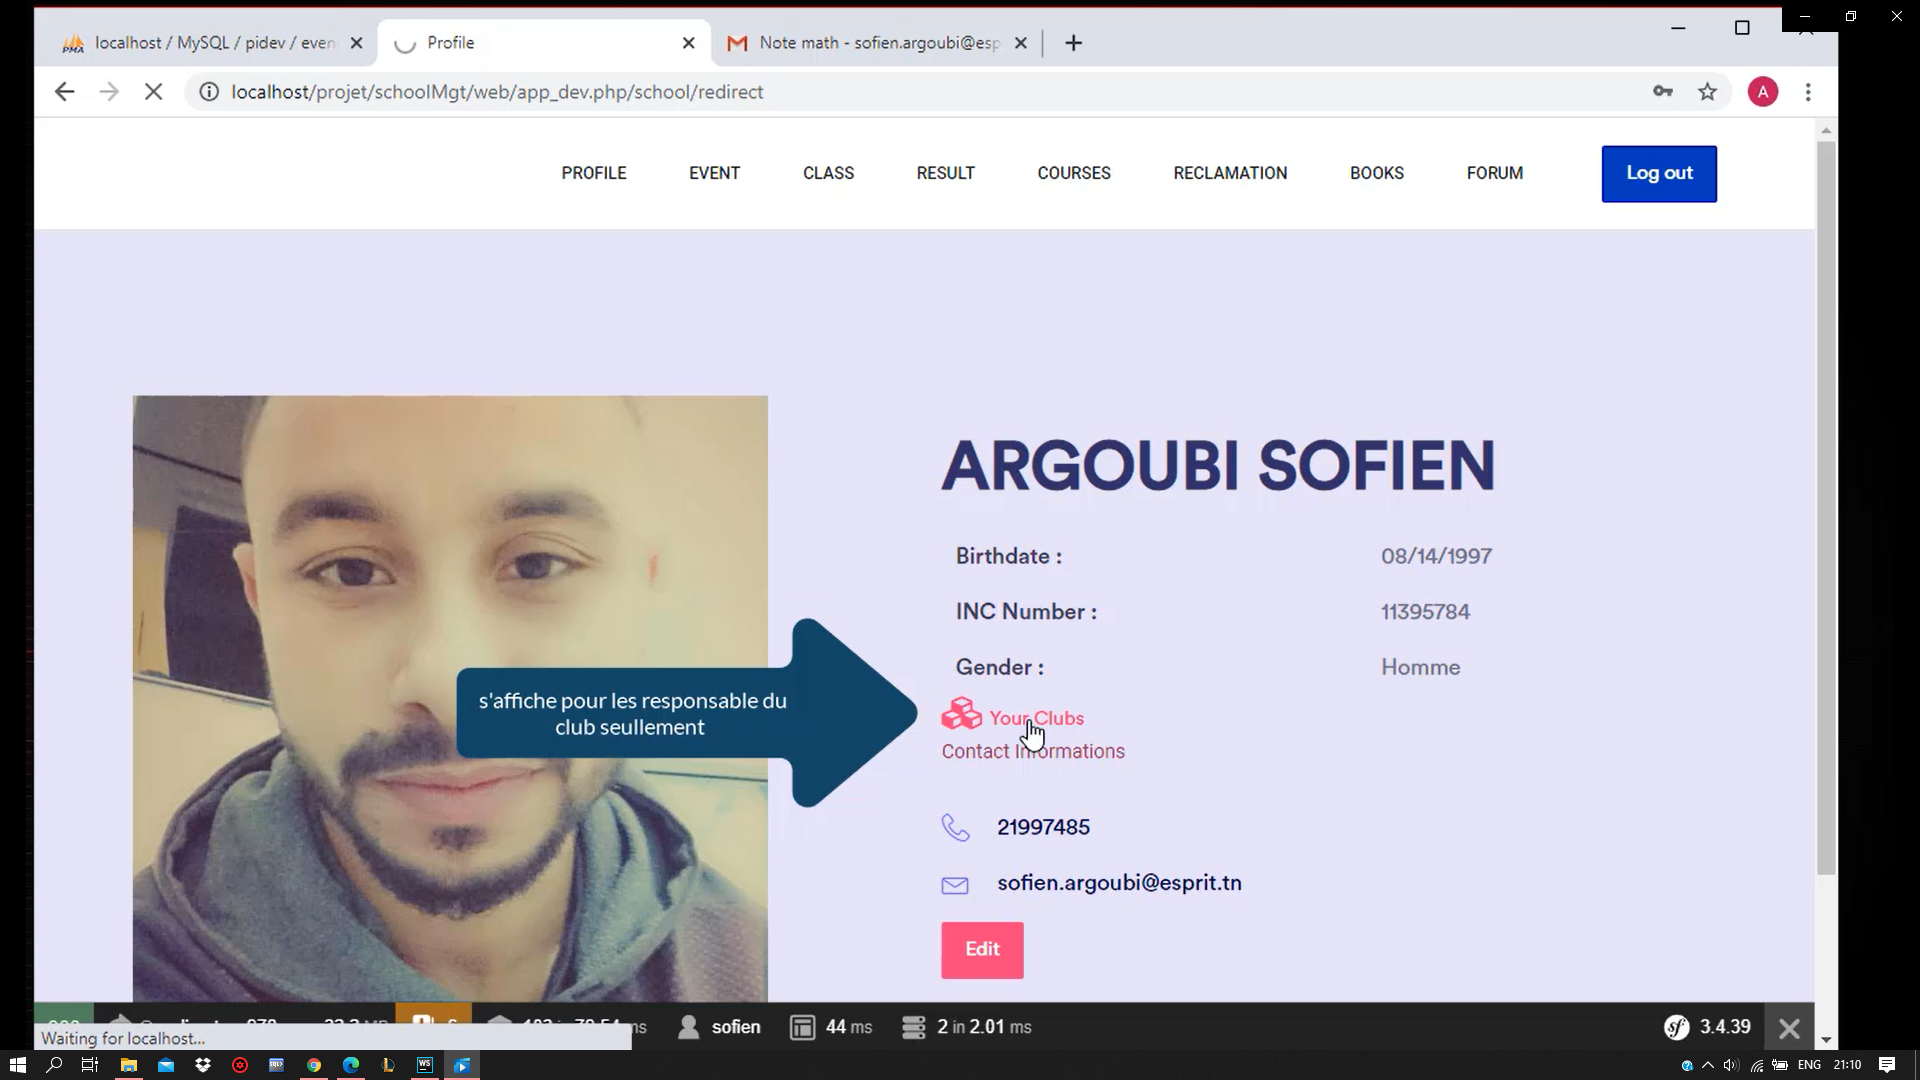 localhost / MySQL / pidev / even
Profile
Note math - sofien.argoubi@esp
localhost/projet/schoolMgt/web/app_dev.php/school/redirect
A
PROFILE EVENT CLASS RESULT COURSES RECLAMATION BOOKS FORUM Log out
ARGOUBI SOFIEN
Birthdate : 08/14/1997
INC Number : 11395784
Gender : Homme
s'affiche pour les responsable du
club seullement
Your Clubs
Contact Informations
21997485
sofien.argoubi@esprit.tn
Edit
sofien 44 ms 2 in 2.01 ms sf 3.4.39
Waiting for localhost...
ENG 21:10